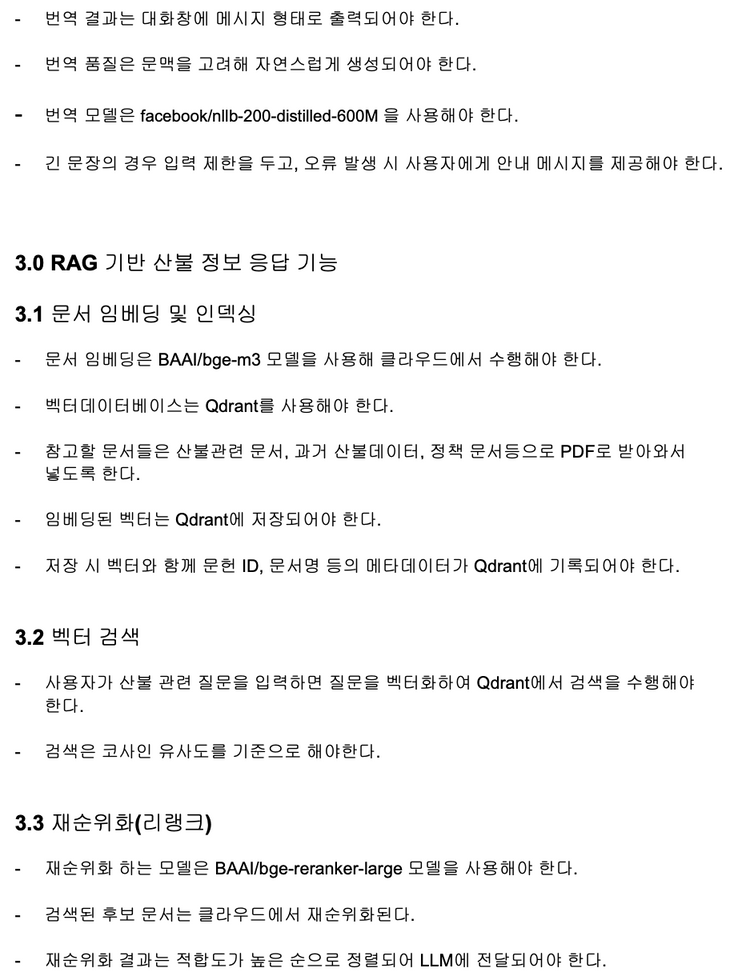 - 번역 결과는 대화창에 메시지 형태로 출력되어야 한다.
- 번역 품질은 문맥을 고려해 자연스럽게 생성되어야 한다.
- 번역 모델은 facebook/nllb-200-distilled-600M 을 사용해야 한다.
- 긴 문장의 경우 입력 제한을 두고, 오류 발생 시 사용자에게 안내 메시지를 제공해야 한다.
3.0 RAG 기반 산불 정보 응답 기능
3.1 문서 임베딩 및 인덱싱
- 문서 임베딩은 BAAI/bge-m3 모델을 사용해 클라우드에서 수행해야 한다.
- 벡터데이터베이스는 Qdrant를 사용해야 한다.
- 참고할 문서들은 산불관련 문서, 과거 산불데이터, 정책 문서등으로 PDF로 받아와서
넣도록 한다.
- 임베딩된 벡터는 Qdrant에 저장되어야 한다.
- 저장 시 벡터와 함께 문헌 ID, 문서명 등의 메타데이터가 Qdrant에 기록되어야 한다.
3.2 벡터 검색
- 사용자가 산불 관련 질문을 입력하면 질문을 벡터화하여 Qdrant에서 검색을 수행해야
한다.
- 검색은 코사인 유사도를 기준으로 해야한다.
3.3 재순위화(리랭크)
- 재순위화 하는 모델은 BAAI/bge-reranker-large 모델을 사용해야 한다.
- 검색된 후보 문서는 클라우드에서 재순위화된다.
- 재순위화 결과는 적합도가 높은 순으로 정렬되어 LLM에 전달되어야 한다.